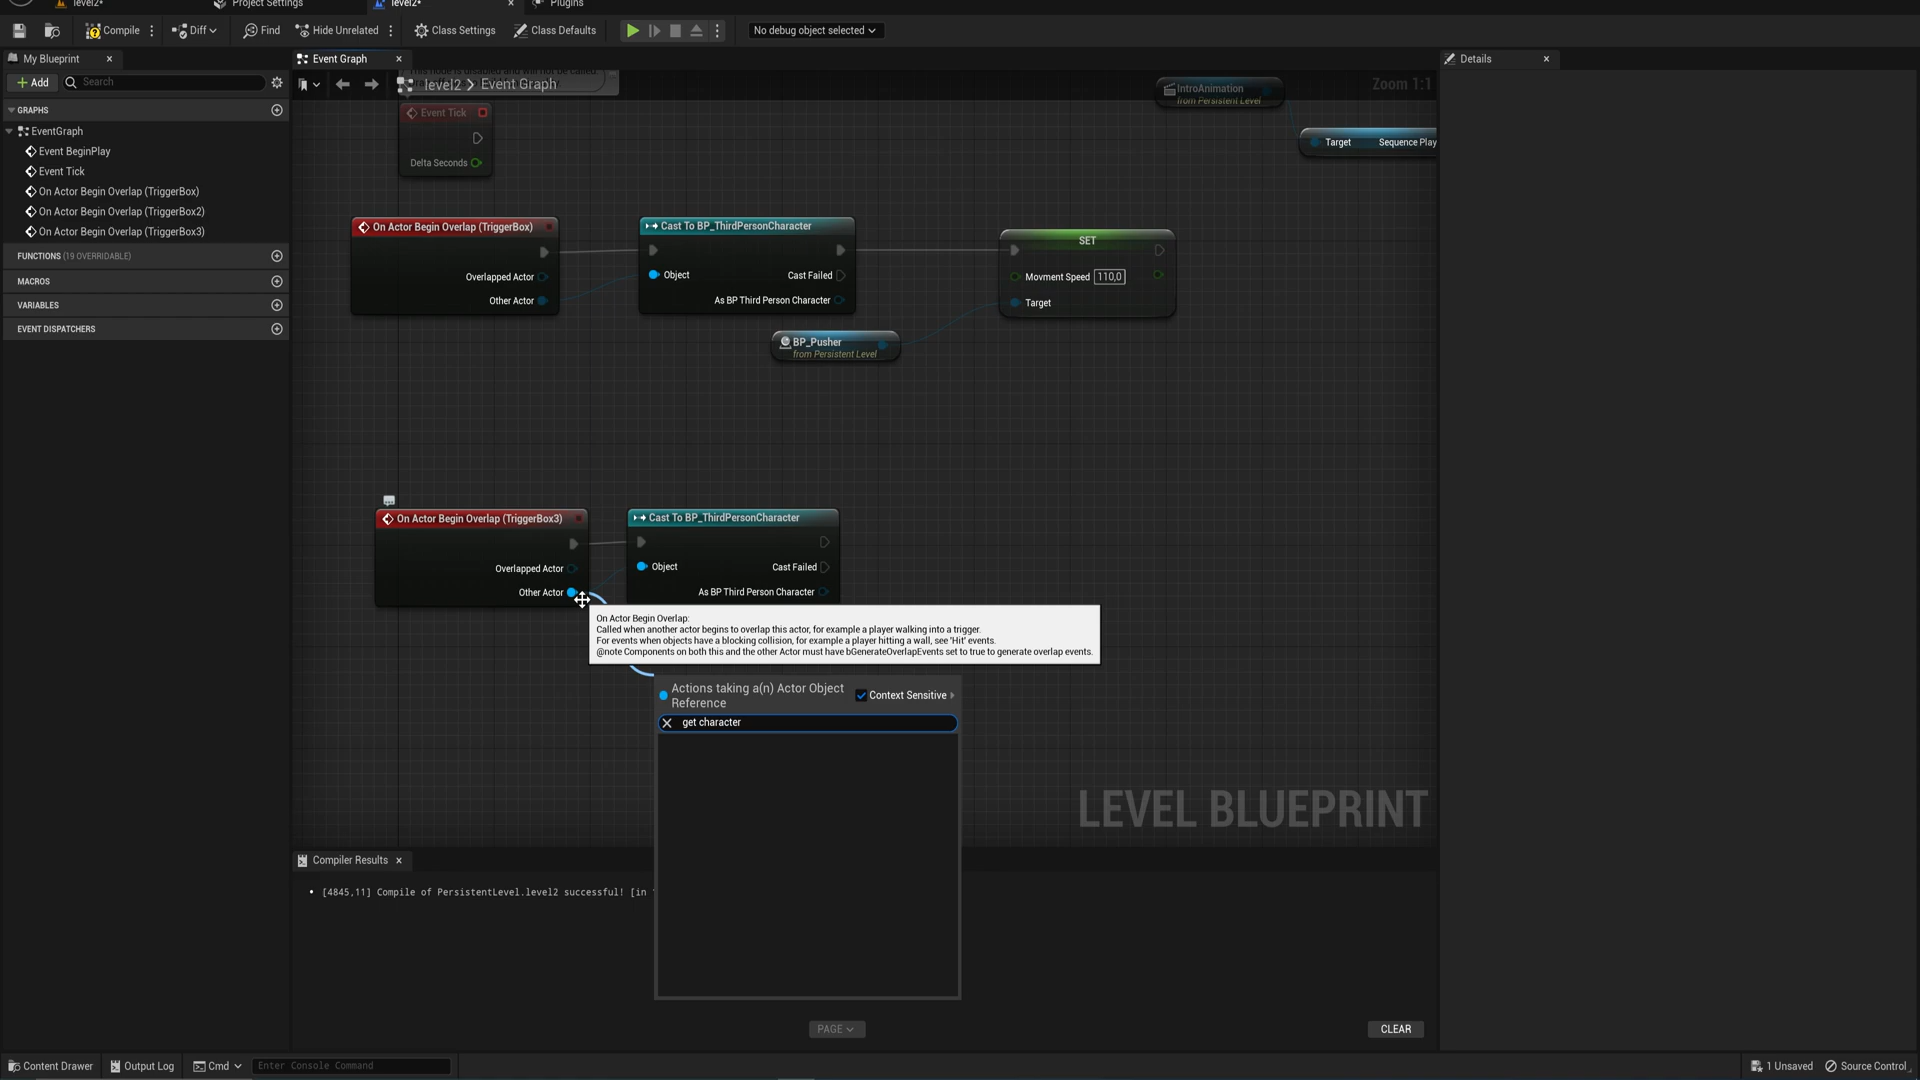 level2*
Project Settings
level2*
Plugins
Compile
Diff
Find
Hide Unrelated
Class Settings
Class Defaults
No debug object selected
My Blueprint
Event Graph
Details
Add
Search
level2 > Event Graph
Zoom 1:1
GRAPHS
EventGraph
Event BeginPlay
Event Tick
On Actor Begin Overlap (TriggerBox)
On Actor Begin Overlap (TriggerBox2)
On Actor Begin Overlap (TriggerBox3)
FUNCTIONS (19 OVERRIDABLE)
MACROS
VARIABLES
EVENT DISPATCHERS
This node is disabled and will not be called.
Event Tick
Delta Seconds
IntroAnimation
from Persistent Level
Target
Sequence Play
On Actor Begin Overlap (TriggerBox)
Overlapped Actor
Other Actor
Cast To BP_ThirdPersonCharacter
Object
Cast Failed
As BP Third Person Character
SET
Movment Speed 110,0
Target
BP_Pusher
from Persistent Level
On Actor Begin Overlap (TriggerBox3)
Overlapped Actor
Other Actor
Cast To BP_ThirdPersonCharacter
Object
Cast Failed
As BP Third Person Character
On Actor Begin Overlap:
Called when another actor begins to overlap this actor, for example a player walking into a trigger.
For events when objects have a blocking collision, for example a player hitting a wall, see 'Hit' events.
@note Components on both this and the other Actor must have bGenerateOverlapEvents set to true to generate overlap events.
Actions taking a(n) Actor Object
Reference
Context Sensitive
get character
LEVEL BLUEPRINT
Compiler Results
[4845,11] Compile of PersistentLevel.level2 successful! [in
PAGE
CLEAR
Content Drawer
Output Log
Cmd
Enter Console Command
1 Unsaved
Source Control